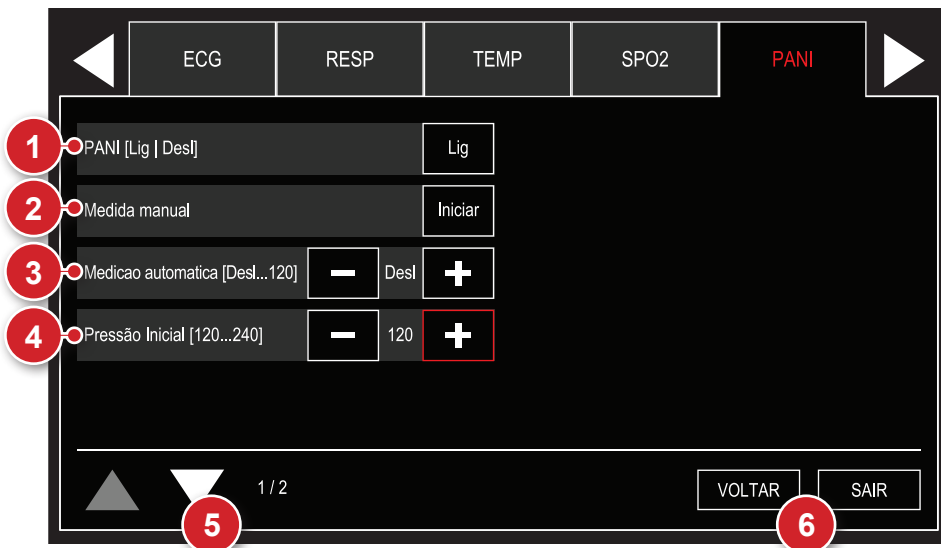 ECG RESP TEMP SPO2 PANI
1 PANI [Lig | Desl] Lig
2 Medida manual Iniciar
3 Medicao automatica [Desl...120] Desl
4 Pressão Inicial [120...240] 120
1 / 2 VOLTAR SAIR
5 6